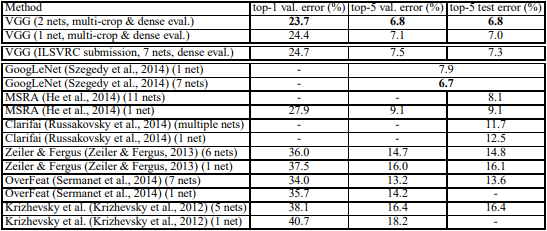 Method top-1 val. error (%) top-5 val. error (%) top-5 test error (%)
VGG (2 nets, multi-crop & dense eval.) 23.7 6.8 6.8
VGG (1 net, multi-crop & dense eval.) 24.4 7.1 7.0
VGG (ILSVRC submission, 7 nets, dense eval.) 24.7 7.5 7.3
GoogLeNet (Szegedy et al., 2014) (1 net) - 7.9
GoogLeNet (Szegedy et al., 2014) (7 nets) - 6.7
MSRA (He et al., 2014) (11 nets) - - 8.1
MSRA (He et al., 2014) (1 net) 27.9 9.1 9.1
Clarifai (Russakovsky et al., 2014) (multiple nets) - - 11.7
Clarifai (Russakovsky et al., 2014) (1 net) - - 12.5
Zeiler & Fergus (Zeiler & Fergus, 2013) (6 nets) 36.0 14.7 14.8
Zeiler & Fergus (Zeiler & Fergus, 2013) (1 net) 37.5 16.0 16.1
OverFeat (Sermanet et al., 2014) (7 nets) 34.0 13.2 13.6
OverFeat (Sermanet et al., 2014) (1 net) 35.7 14.2 -
Krizhevsky et al. (Krizhevsky et al., 2012) (5 nets) 38.1 16.4 16.4
Krizhevsky et al. (Krizhevsky et al., 2012) (1 net) 40.7 18.2 -